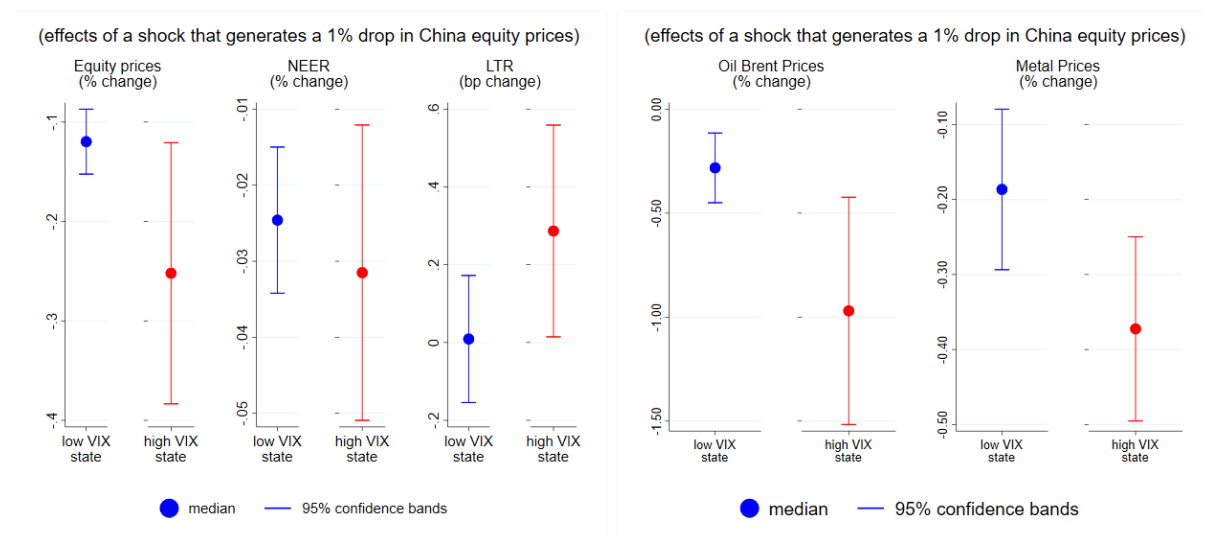 (effects of a shock that generates a 1% drop in China equity prices)
Equity prices
(% change)
NEER
(% change)
LTR
(bp change)
-.1
-.2
-.3
-.4
-.01
-.02
-.03
-.04
-.05
.6
.4
.2
0
.2
low VIX
state
high VIX
state
low VIX
state
high VIX
state
low VIX
state
high VIX
state
median
95% confidence bands
(effects of a shock that generates a 1% drop in China equity prices)
Oil Brent Prices
(% change)
Metal Prices
(% change)
0.00
-0.50
-1.00
-1.50
-0.10
-0.20
-0.30
-0.40
-0.50
low VIX
state
high VIX
state
low VIX
state
high VIX
state
median
95% confidence bands